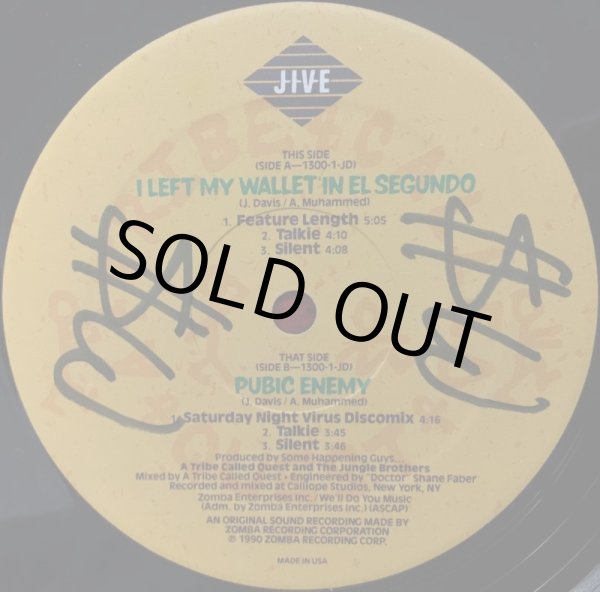 JIVE
THIS SIDE
(SIDE A—1300-1-JD)
I LEFT MY WALLET IN EL SEGUNDO
(J. Davis / A. Muhammed)
1. Feature Length 5:05
2. Talkie 4:10
3. Silent 4:08
SOLD OUT
THAT SIDE
(SIDE B—1300-1-JD)
PUBIC ENEMY
(J. Davis / A. Muhammed)
1. Saturday Night Virus Discomix 4:16
2. Talkie 3:45
3. Silent 3:46
Produced by Some Happening Guys...
A Tribe Called Quest and The Jungle Brothers
Mixed by A Tribe Called Quest • Engineered by "Doctor" Shane Faber
Recorded and mixed at Calliope Studios, New York, NY
Zomba Enterprises Inc. / We'll Do You Music
(Adm. by Zomba Enterprises Inc.) (ASCAP)
AN ORIGINAL SOUND RECORDING MADE BY
ZOMBA RECORDING CORPORATION
℗ 1990 ZOMBA RECORDING CORP.
MADE IN USA